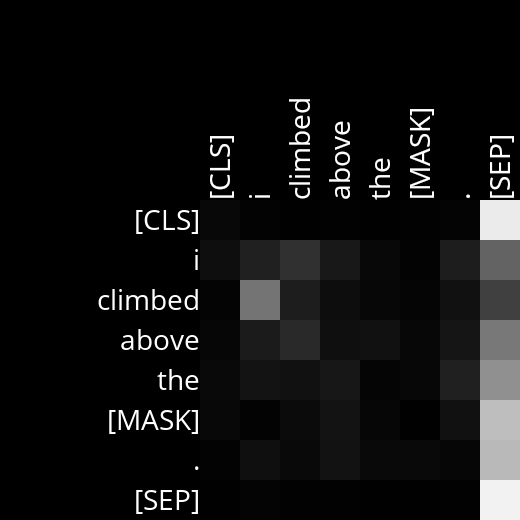 [CLS] i climbed above the [MASK] . [SEP]
[CLS]
i
climbed
above
the
[MASK]
.
[SEP]